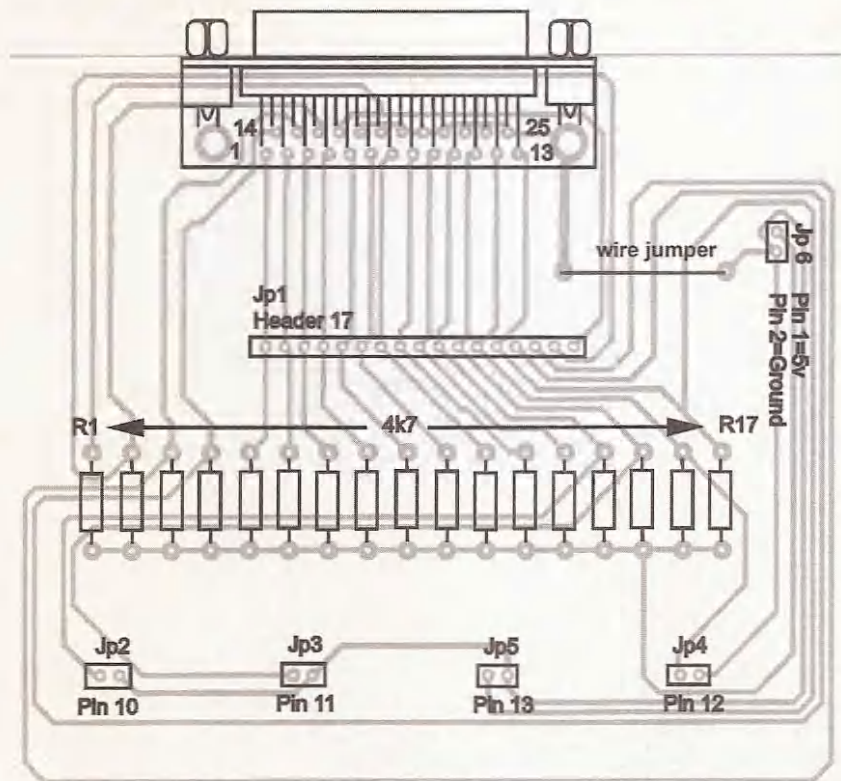 14
25
1
13
wire jumper
Jp 6
Pin 1=5v
Pin 2=Ground
Jp1
Header 17
R1
4k7
R17
Jp2
Jp3
Jp5
Jp4
Pin 10
Pin 11
Pin 13
Pin 12